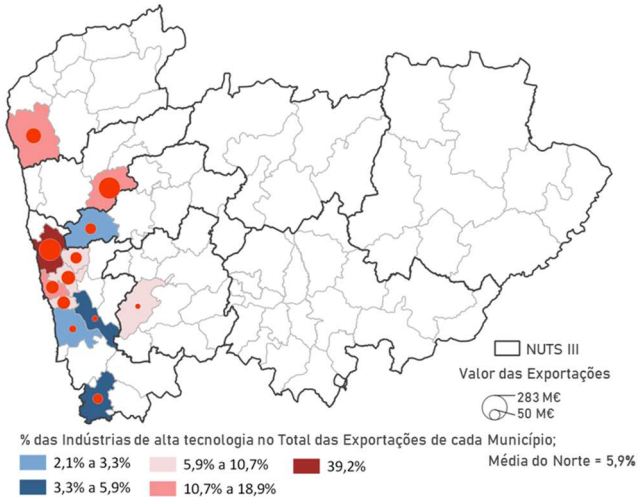 NUTS III
Valor das Exportações
283 M€
50 M€
% das Indústrias de alta tecnologia no Total das Exportações de cada Município;
Média do Norte = 5,9%
2,1% a 3,3%
5,9% a 10,7%
39,2%
3,3% a 5,9%
10,7% a 18,9%